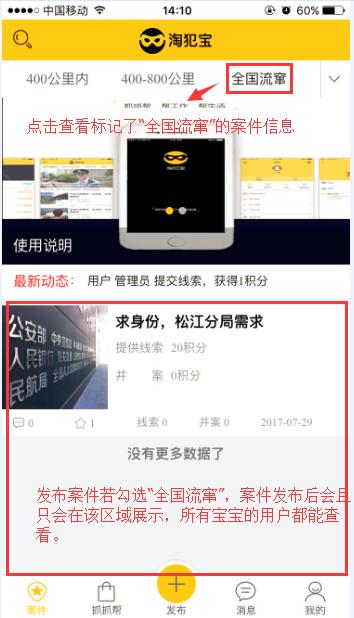 中国移动 14:10 60%
淘犯宝
400公里内 400-800公里 全国流窜
抓抓帮 帮工作 帮生活
点击查看标记了“全国流窜”的案件信息
淘犯宝
使用说明
最新动态： 用户 管理员 提交线索，获得1积分
公安部
人民银行
民航局
求身份，松江分局需求
提供线索 20积分
并 案 0积分
0 1 线索 0 并案 0 2017-07-29
没有更多数据了
发布案件若勾选“全国流窜”，案件发布后会且
只会在该区域展示，所有宝宝的用户都能查
看。
案件 抓抓帮 发布 消息 我的